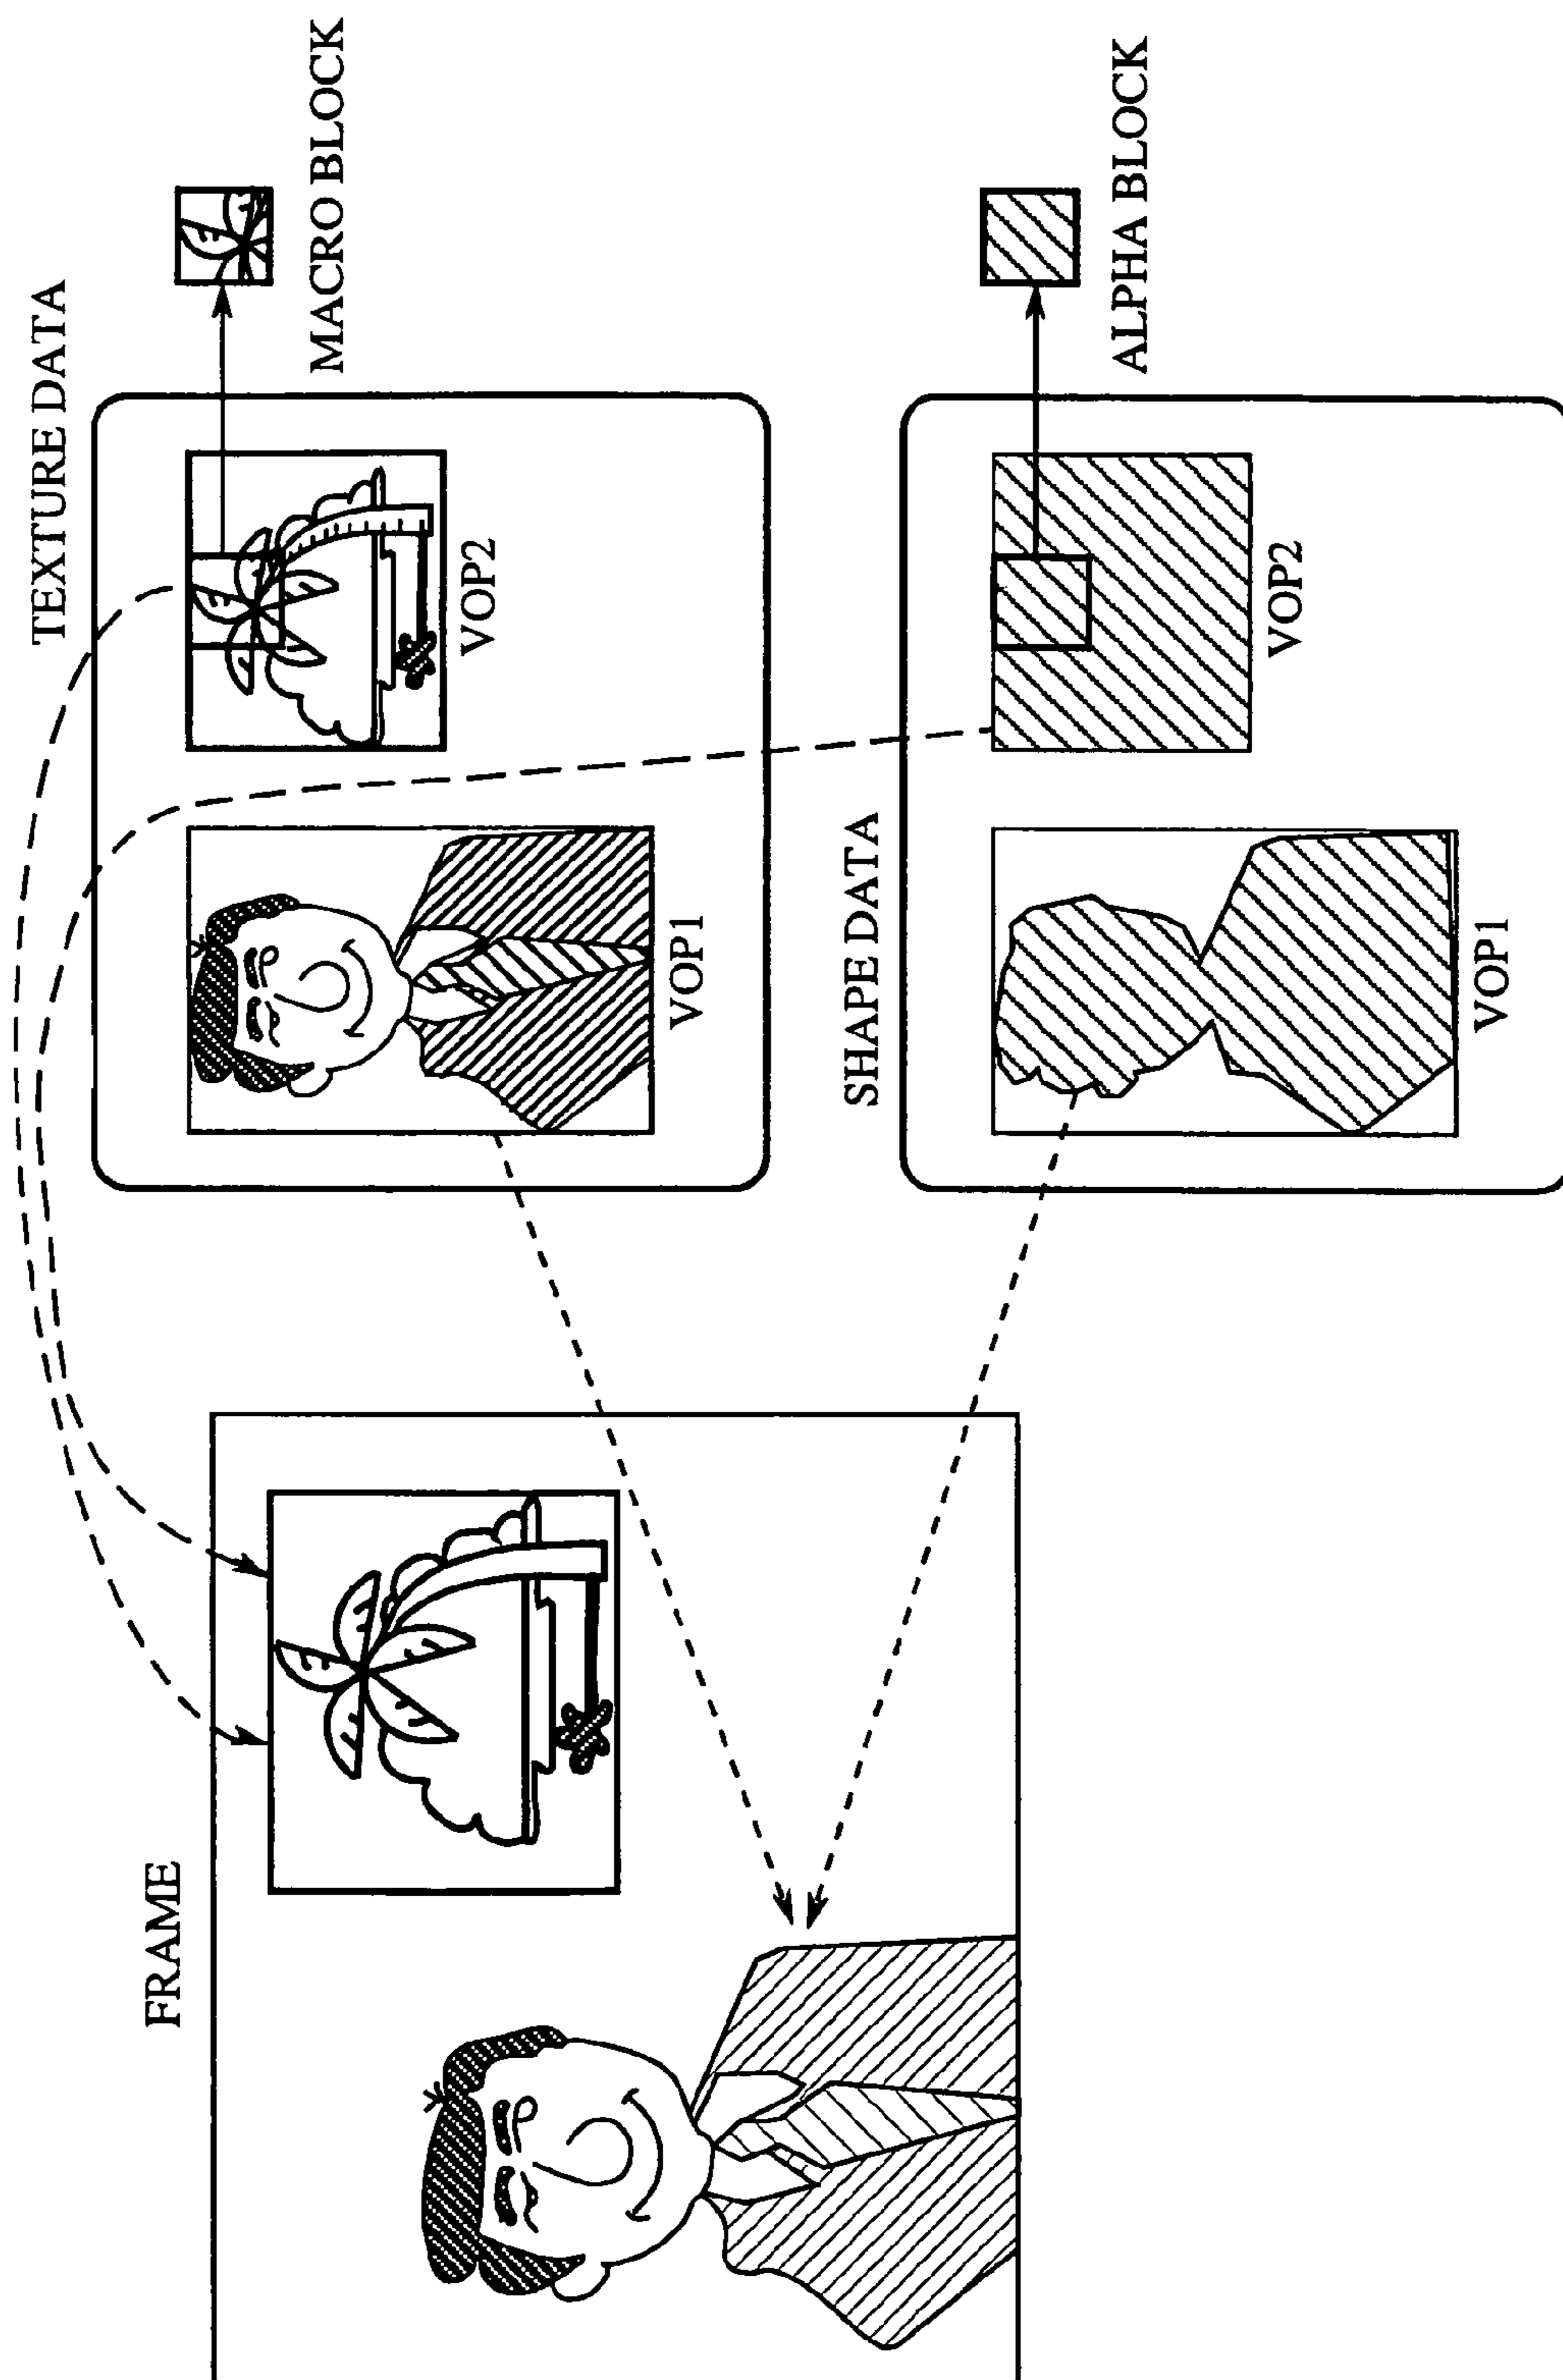 FRAME
TEXTURE DATA
VOP1
VOP2
MACRO BLOCK
SHAPE DATA
VOP1
VOP2
ALPHA BLOCK